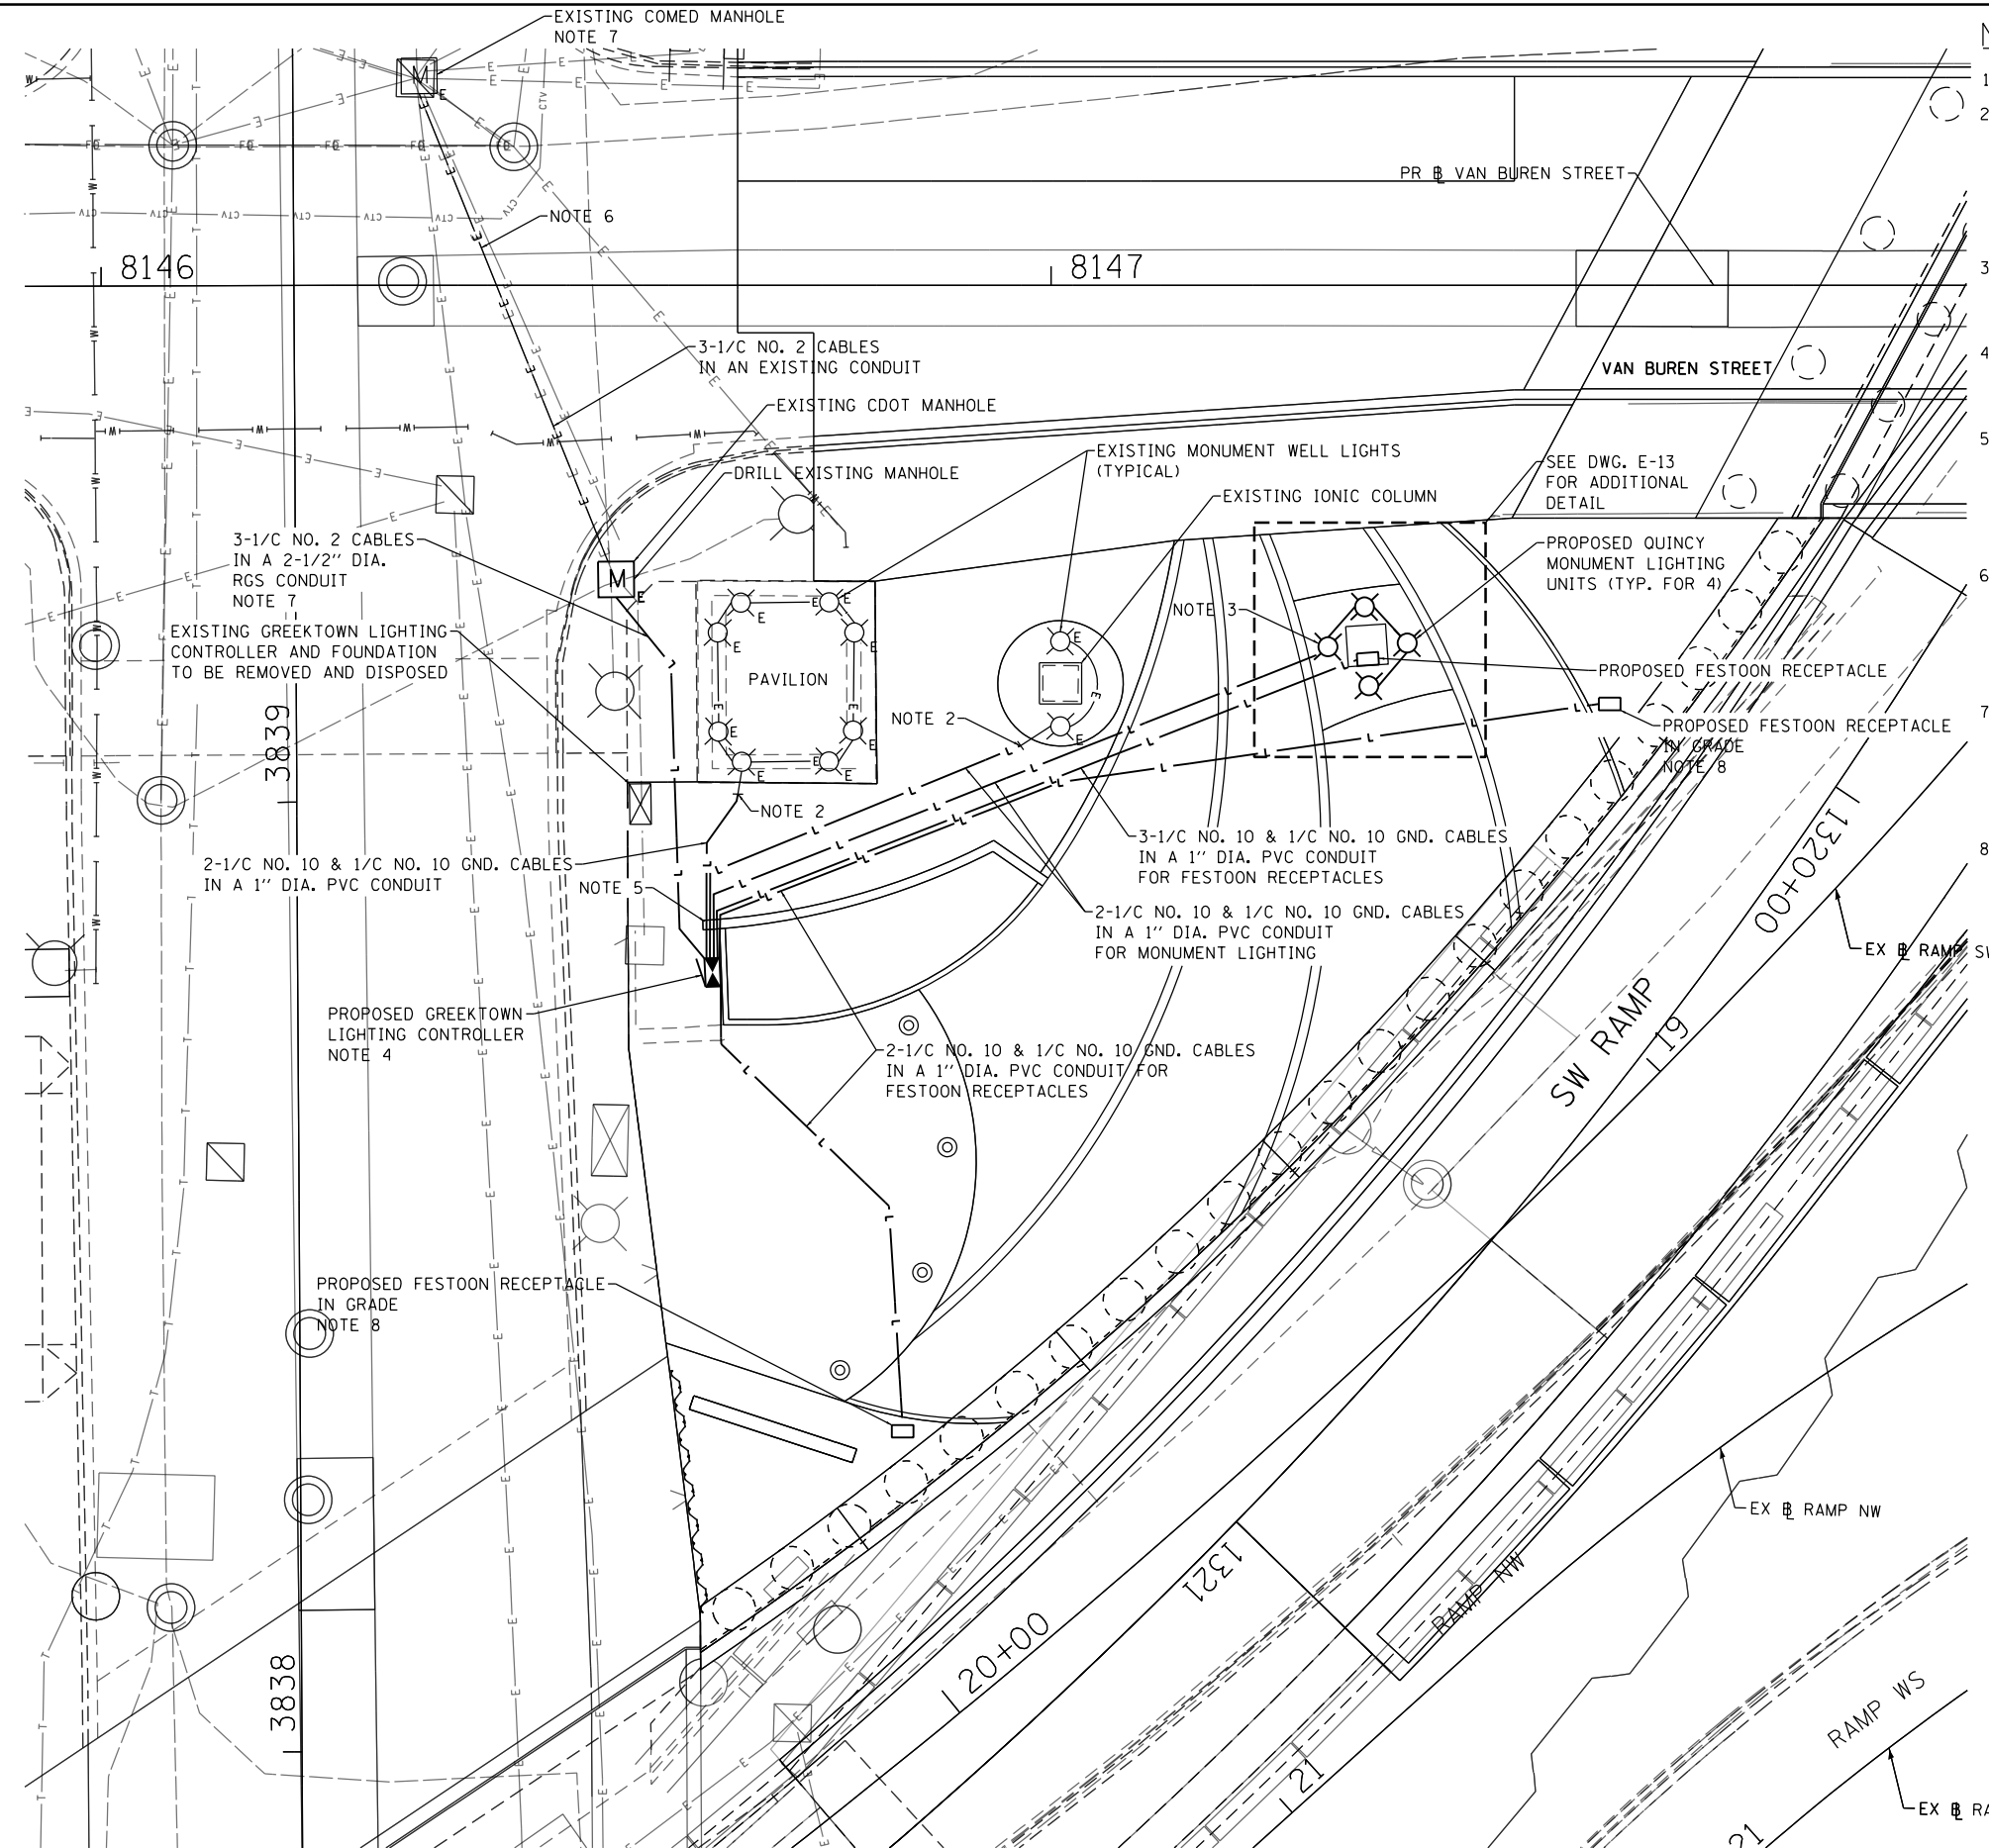 EXISTING COMED MANHOLE
NOTE 7
1
2
PR ℄ VAN BUREN STREET
NOTE 6
8146
8147
3
3-1/C NO. 2 CABLES
IN AN EXISTING CONDUIT
4
VAN BUREN STREET
EXISTING CDOT MANHOLE
5
EXISTING MONUMENT WELL LIGHTS
(TYPICAL)
SEE DWG. E-13
FOR ADDITIONAL
DETAIL
DRILL EXISTING MANHOLE
EXISTING IONIC COLUMN
3-1/C NO. 2 CABLES
IN A 2-1/2" DIA.
RGS CONDUIT
NOTE 7
PROPOSED QUINCY
MONUMENT LIGHTING
UNITS (TYP. FOR 4)
6
M
NOTE 3
EXISTING GREEKTOWN LIGHTING
CONTROLLER AND FOUNDATION
TO BE REMOVED AND DISPOSED
PAVILION
PROPOSED FESTOON RECEPTACLE
NOTE 2
7
PROPOSED FESTOON RECEPTACLE
IN GRADE
NOTE 8
3839
NOTE 2
1320+00
3-1/C NO. 10 & 1/C NO. 10 GND. CABLES
IN A 1" DIA. PVC CONDUIT
FOR FESTOON RECEPTACLES
8
2-1/C NO. 10 & 1/C NO. 10 GND. CABLES
IN A 1" DIA. PVC CONDUIT
NOTE 5
2-1/C NO. 10 & 1/C NO. 10 GND. CABLES
IN A 1" DIA. PVC CONDUIT
FOR MONUMENT LIGHTING
EX B RAMP SW
PROPOSED GREEKTOWN
LIGHTING CONTROLLER
NOTE 4
SW RAMP
19
2-1/C NO. 10 & 1/C NO. 10 GND. CABLES
IN A 1" DIA. PVC CONDUIT FOR
FESTOON RECEPTACLES
PROPOSED FESTOON RECEPTACLE
IN GRADE
NOTE 8
EX B RAMP NW
1321
RAMP NW
20+00
3838
RAMP WS
21
EX B RA
21